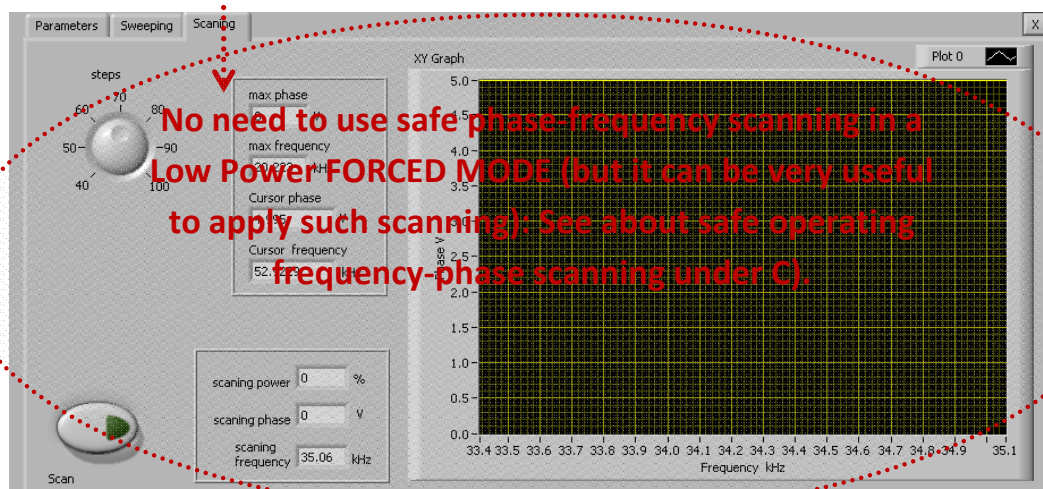 Parameters Sweeping Scaning X
XY Graph
Plot 0
steps
40 50 60 70 80 90 100
max phase
max frequency
kHz
Cursor phase
Cursor frequency
No need to use safe phase-frequency scanning in a
Low Power FORCED MODE (but it can be very useful
to apply such scanning): See about safe operating
frequency-phase scanning under C).
scaning power 0 %
scaning phase 0 V
scaning
frequency 35.06 kHz
Scan
Phase V
5.0
4.5
4.0
3.5
3.0
2.5
2.0
1.5
1.0
0.5
0.0
33.4 33.5 33.6 33.7 33.8 33.9 34.0 34.1 34.2 34.3 34.4 34.5 34.6 34.7 34.8 34.9 35.1
Frequency kHz